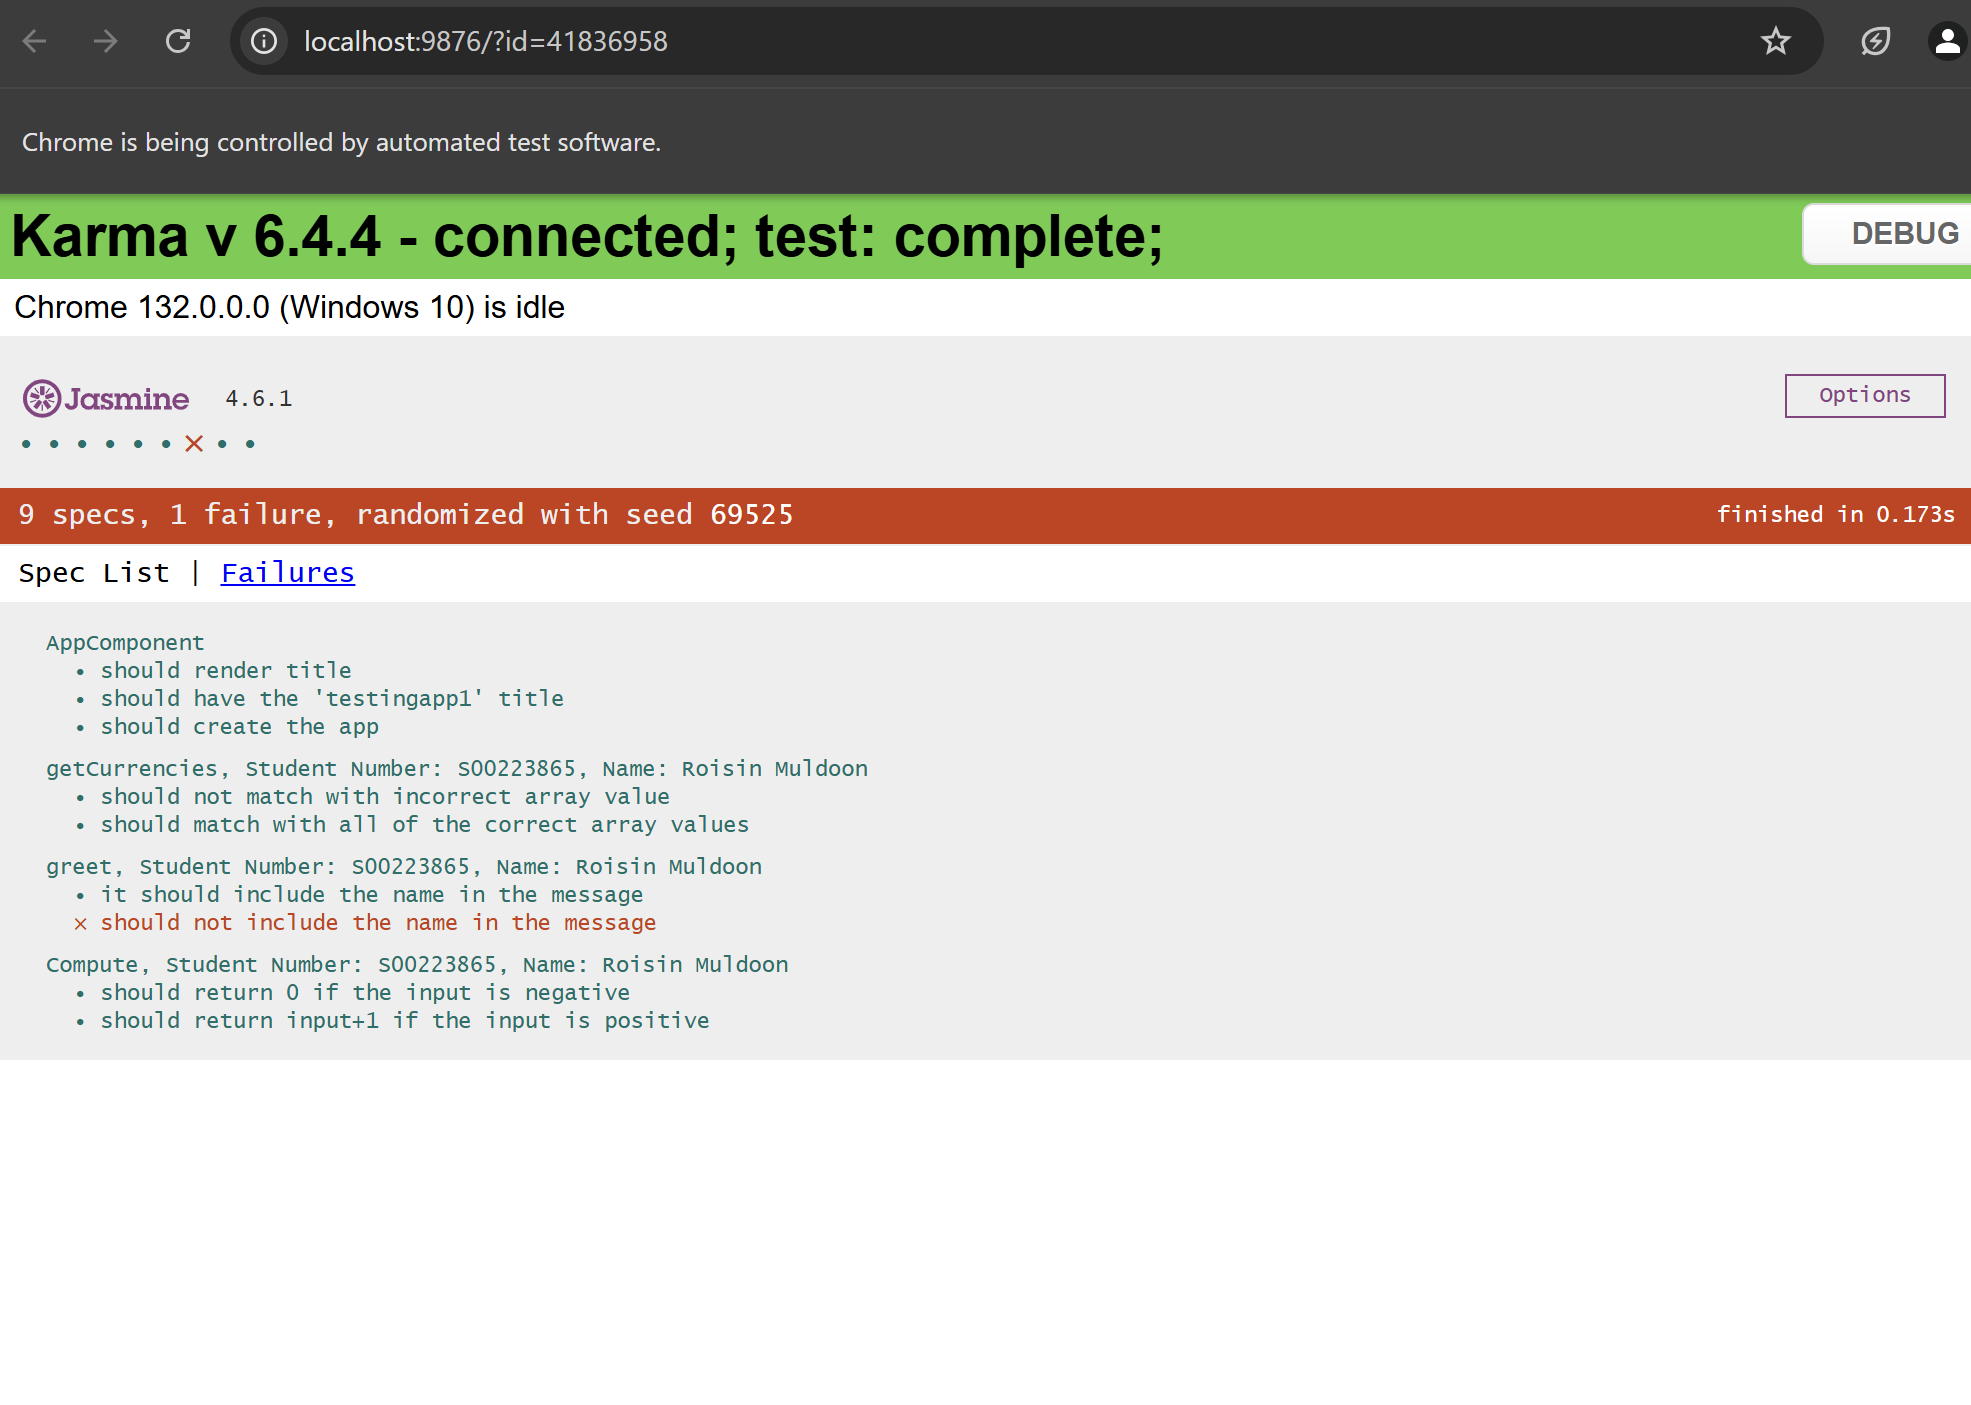 localhost:9876/?id=41836958
Chrome is being controlled by automated test software.
Karma v 6.4.4 - connected; test: complete;
DEBUG
Chrome 132.0.0.0 (Windows 10) is idle
Jasmine 4.6.1
Options
• • • • • • × • •
9 specs, 1 failure, randomized with seed 69525
finished in 0.173s
Spec List | Failures
AppComponent
• should render title
• should have the 'testingapp1' title
• should create the app
getCurrencies, Student Number: S00223865, Name: Roisin Muldoon
• should not match with incorrect array value
• should match with all of the correct array values
greet, Student Number: S00223865, Name: Roisin Muldoon
• it should include the name in the message
× should not include the name in the message
Compute, Student Number: S00223865, Name: Roisin Muldoon
• should return 0 if the input is negative
• should return input+1 if the input is positive